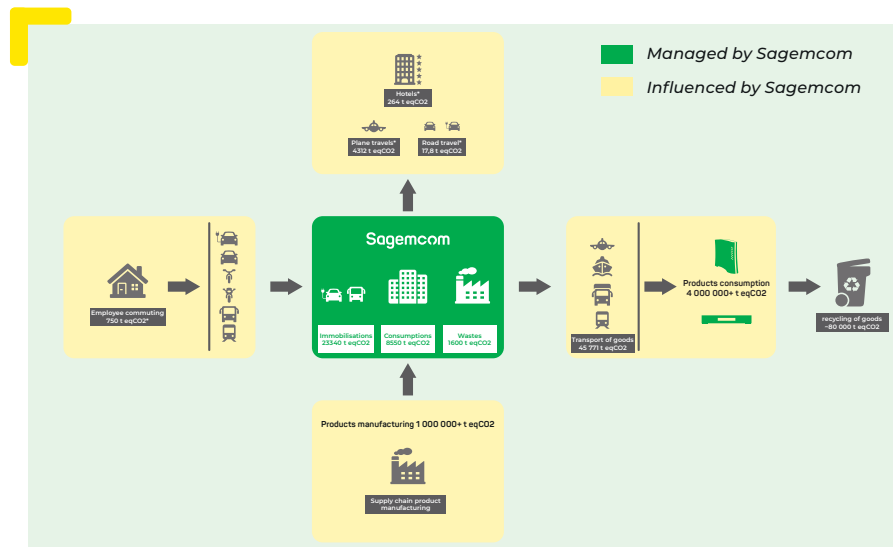 Managed by Sagemcom
Influenced by Sagemcom
Hotels*
264 t eqCO2
Plane travels*
4312 t eqCO2
Road travel*
17,8 t eqCO2
Employee commuting
750 t eqCO2*
Sagemcom
Immobilisations
23340 t eqCO2
Consumptions
8550 t eqCO2
Wastes
1600 t eqCO2
Transport of goods
45 771 t eqCO2
Products consumption
4 000 000+ t eqCO2
recycling of goods
~80 000 t eqCO2
Products manufacturing 1 000 000+ t eqCO2
Supply chain product
manufacturing